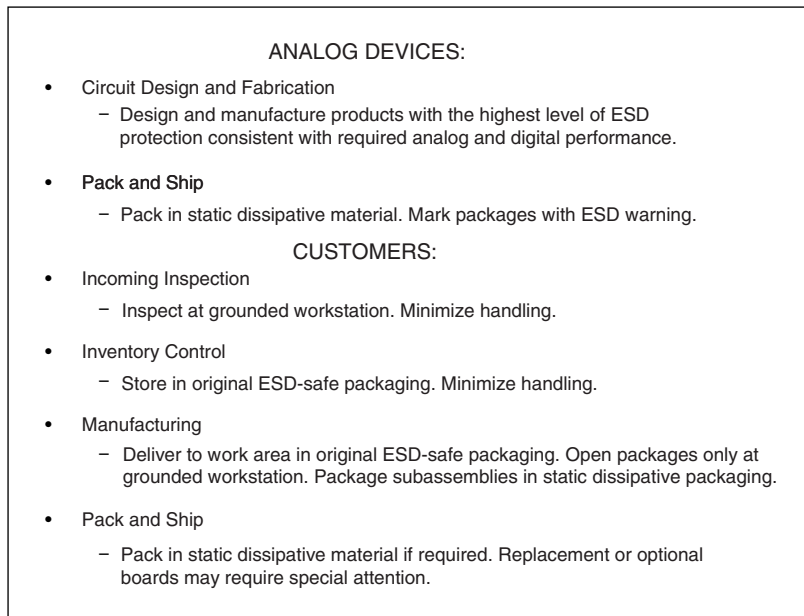 ANALOG DEVICES:
• Circuit Design and Fabrication
– Design and manufacture products with the highest level of ESD
protection consistent with required analog and digital performance.
• Pack and Ship
– Pack in static dissipative material. Mark packages with ESD warning.
CUSTOMERS:
• Incoming Inspection
– Inspect at grounded workstation. Minimize handling.
• Inventory Control
– Store in original ESD-safe packaging. Minimize handling.
• Manufacturing
– Deliver to work area in original ESD-safe packaging. Open packages only at
grounded workstation. Package subassemblies in static dissipative packaging.
• Pack and Ship
– Pack in static dissipative material if required. Replacement or optional
boards may require special attention.